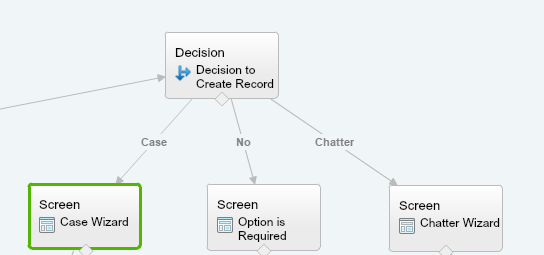 Decision
Decision to
Create Record
Case
No
Chatter
Screen
Case Wizard
Screen
Option is
Required
Screen
Chatter Wizard